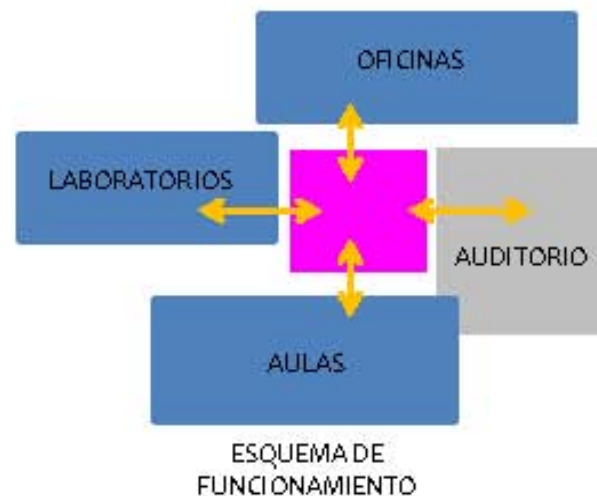 OFICINAS
LABORATORIOS
AUDITORIO
AULAS
ESQUEMA DE
FUNCIONAMIENTO